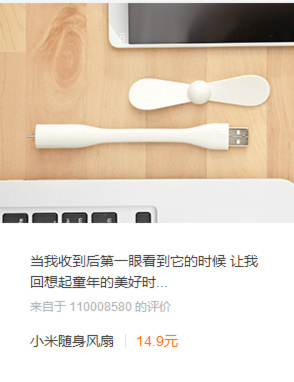 当我收到后第一眼看到它的时候 让我
回想起童年的美好时...
来自于 110008580 的评价
小米随身风扇 | 14.9元